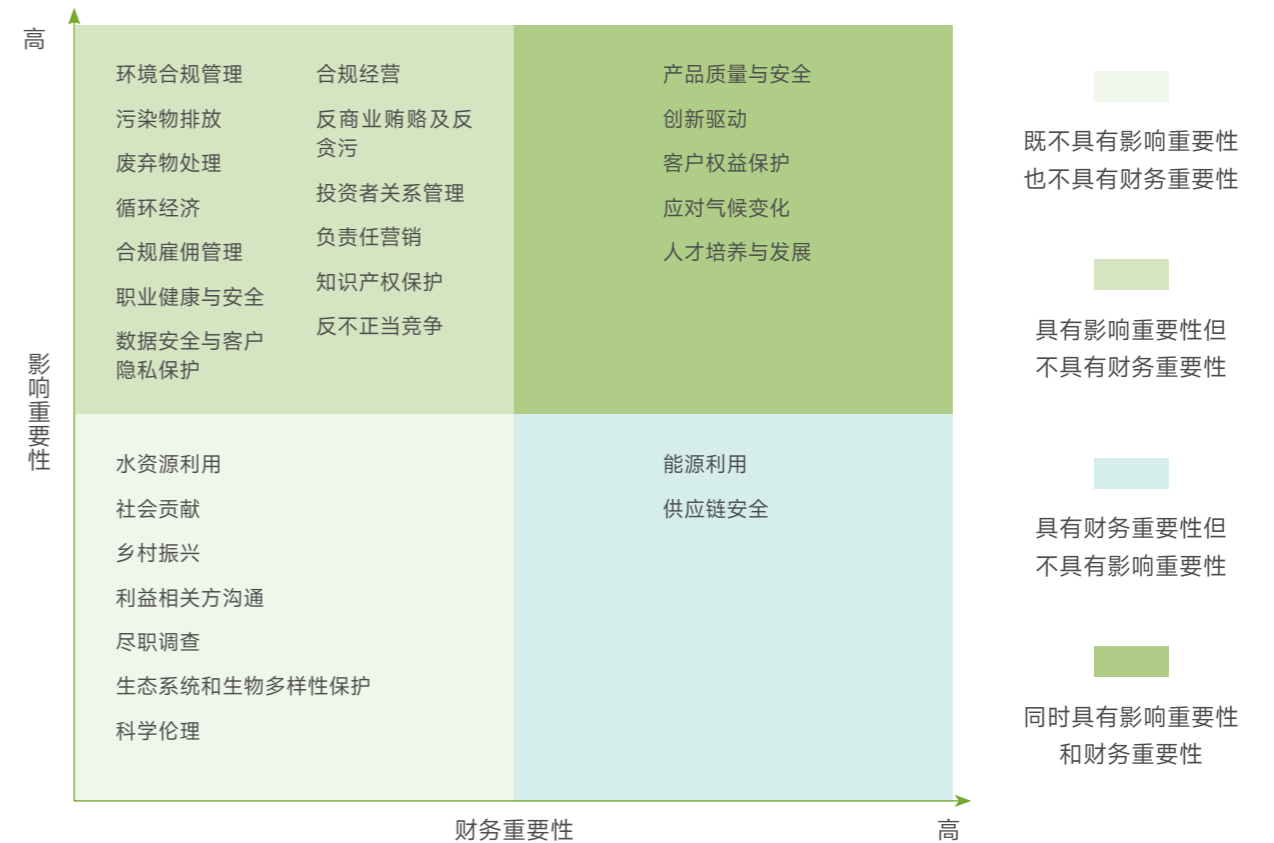 高
环境合规管理
污染物排放
废弃物处理
循环经济
合规雇佣管理
职业健康与安全
数据安全与客户
隐私保护
合规经营
反商业贿赂及反
贪污
投资者关系管理
负责任营销
知识产权保护
反不正当竞争
产品质量与安全
创新驱动
客户权益保护
应对气候变化
人才培养与发展
影响重要性
水资源利用
社会贡献
乡村振兴
利益相关方沟通
尽职调查
生态系统和生物多样性保护
科学伦理
能源利用
供应链安全
财务重要性
高
既不具有影响重要性
也不具有财务重要性
具有影响重要性但
不具有财务重要性
具有财务重要性但
不具有影响重要性
同时具有影响重要性
和财务重要性